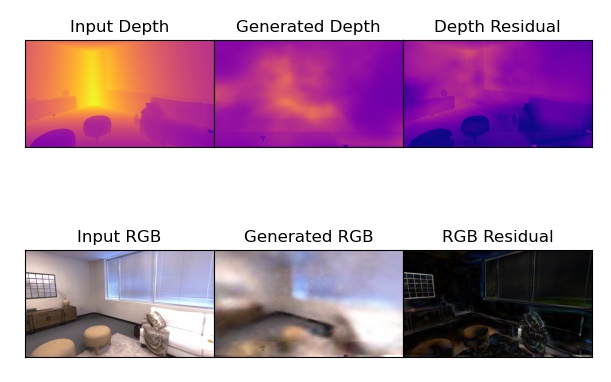 Input Depth
Generated Depth
Depth Residual
Input RGB
Generated RGB
RGB Residual